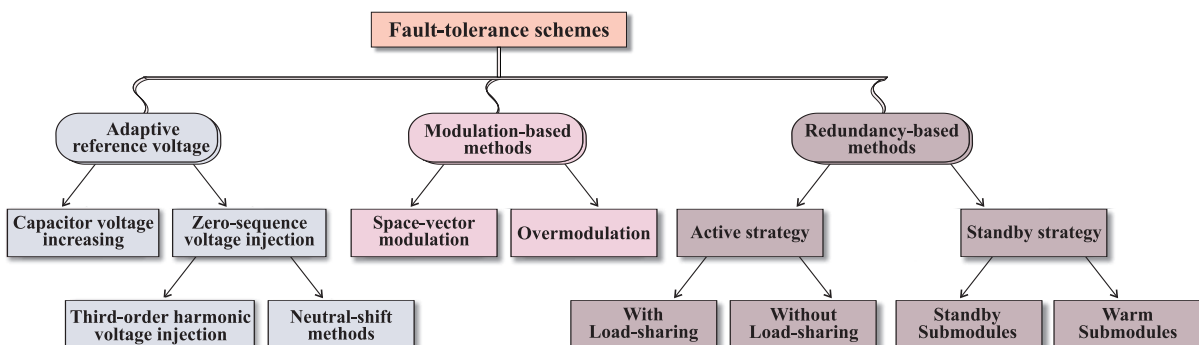 Fault-tolerance schemes
Adaptive
reference voltage
Modulation-based
methods
Redundancy-based
methods
Capacitor voltage
increasing
Zero-sequence
voltage injection
Space-vector
modulation
Overmodulation
Active strategy
Standby strategy
Third-order harmonic
voltage injection
Neutral-shift
methods
With
Load-sharing
Without
Load-sharing
Standby
Submodules
Warm
Submodules